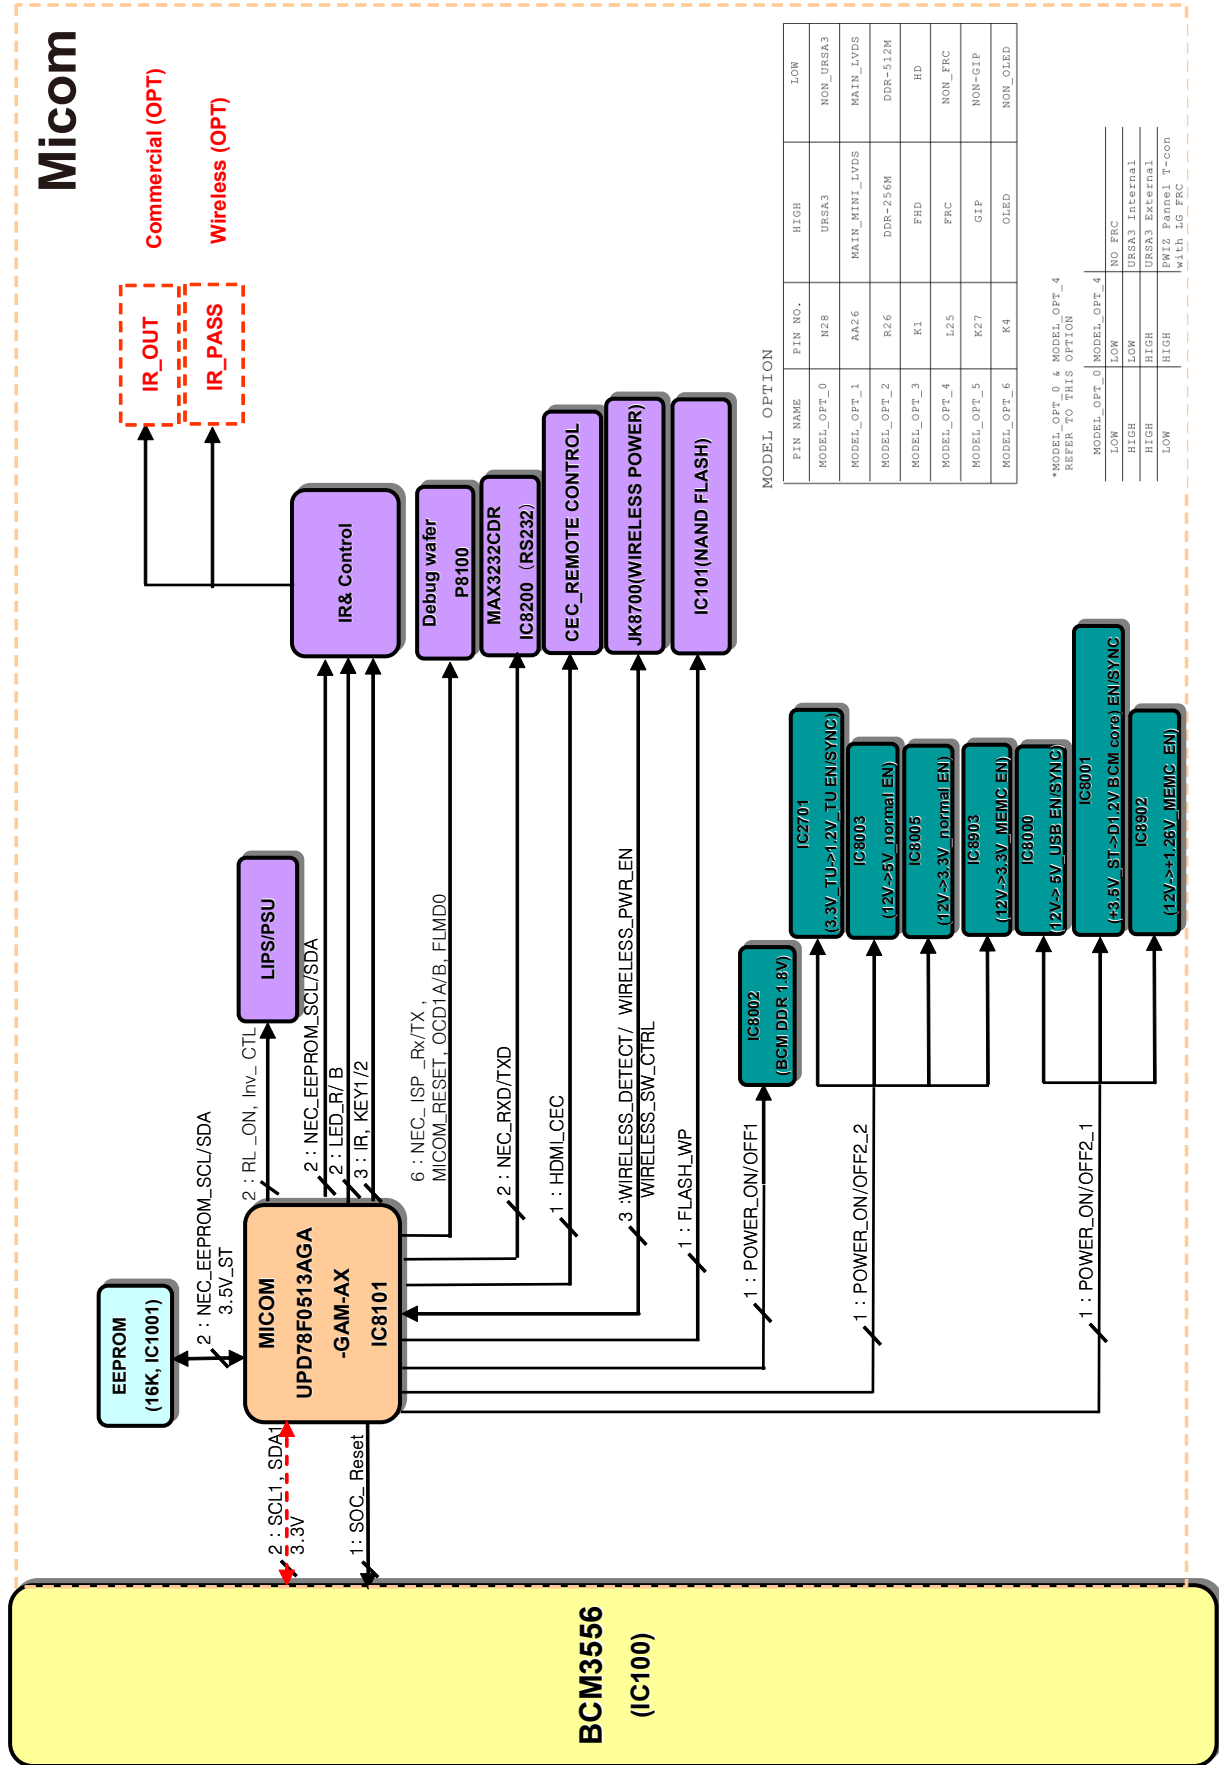 Micom
Commercial (OPT)
Wireless (OPT)
IR_OUT
IR_PASS
IR& Control
Debug wafer
P8100
MAX3232CDR
IC8200 (RS232)
CEC_REMOTE CONTROL
JK8700(WIRELESS POWER)
IC101(NAND FLASH)
LIPS/PSU
EEPROM
(16K, IC1001)
2 : NEC_EEPROM_SCL/SDA
3.5V_ST
2 : RL_ON, Inv_CTL
2 : NEC_EEPROM_SCL/SDA
2 : LED_R/ B
3 : IR, KEY1/2
6 : NEC_ISP_Rx/TX ,
MICOM_RESET, OCD1A/B, FLMD0
2 : NEC_RXD/TXD
1 : HDMI_CEC
3 :WIRELESS_DETECT/ WIRELESS_PWR_EN
WIRELESS_SW_CTRL
1 : FLASH_WP
1 : POWER_ON/OFF1
1 : POWER_ON/OFF2_2
1 : POWER_ON/OFF2_1
MICOM
UPD78F0513AGA
-GAM-AX
IC8101
2 : SCL1, SDA1
3.3V
1: SOC_ Reset
BCM3556
(IC100)
IC8002
(BCM DDR 1.8V)
IC2701
(3.3V_TU->1.2V_TU EN/SYNC)
IC8003
(12V->5V_normal EN)
IC8005
(12V->3.3V_normal EN)
IC8903
(12V->3.3V_MEMC EN)
IC8000
12V-> 5V_USB EN/SYNC)
IC8001
(+3.5V_ST->D1.2V BCM core) EN/SYNC
IC8902
(12V->+1.26V_MEMC EN)
MODEL OPTION
PIN NAME PIN NO. HIGH LOW
MODEL_OPT_0 N28 URSA3 NON_URSA3
MODEL_OPT_1 AA26 MAIN_MINI_LVDS MAIN_LVDS
MODEL_OPT_2 R26 DDR-256M DDR-512M
MODEL_OPT_3 K1 FHD HD
MODEL_OPT_4 L25 FRC NON_FRC
MODEL_OPT_5 K27 GIP NON-GIP
MODEL_OPT_6 K4 OLED NON_OLED
*MODEL_OPT_0 & MODEL_OPT_4
REFER TO THIS OPTION
MODEL_OPT_0 MODEL_OPT_4
LOW LOW NO FRC
HIGH LOW URSA3 Internal
HIGH HIGH URSA3 External
LOW HIGH PWIZ Pannel T-con
with LG FRC